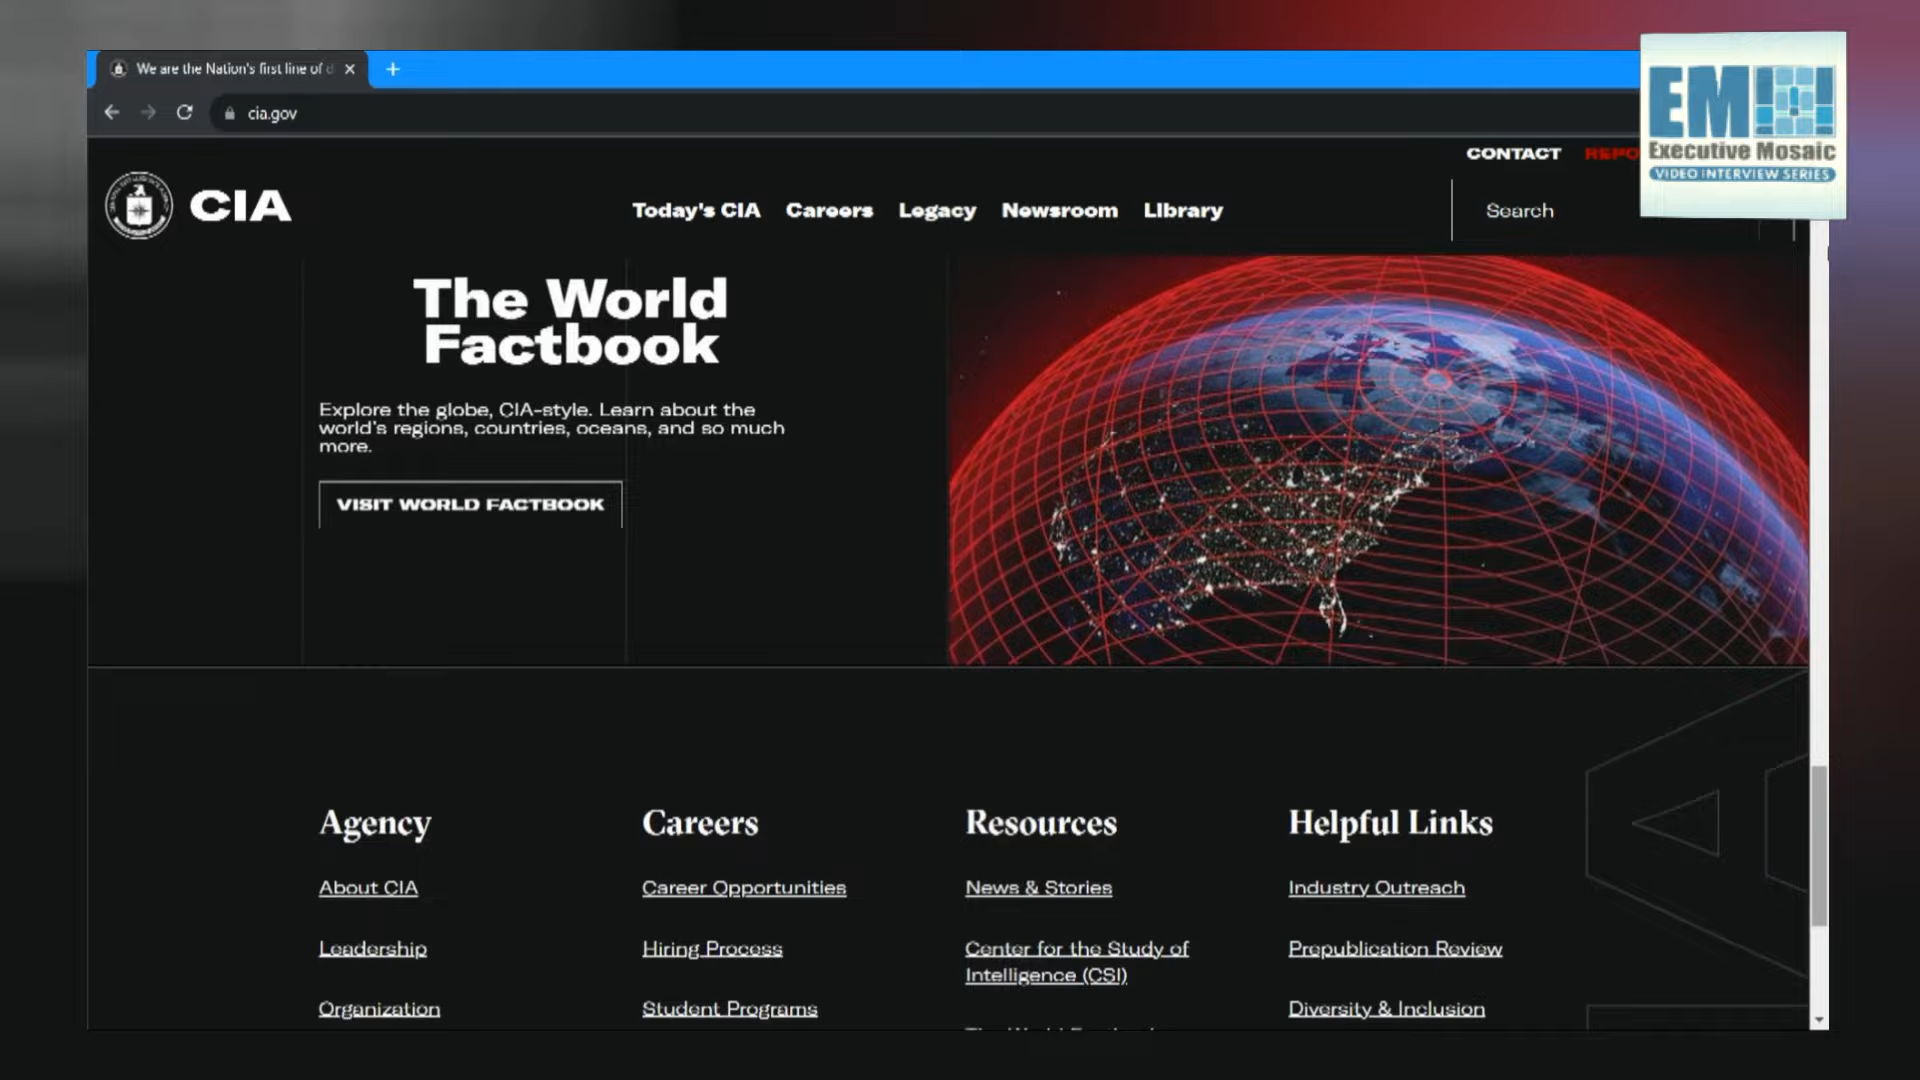 We are the Nation's first line of d
cia.gov
EM
Executive Mosaic
VIDEO INTERVIEW SERIES
CONTACT
CIA
Today's CIA Careers Legacy Newsroom Library
Search
The World
Factbook
Explore the globe, CIA-style. Learn about the
world's regions, countries, oceans, and so much
more.
VISIT WORLD FACTBOOK
Agency
About CIA
Leadership
Organization
Careers
Career Opportunities
Hiring Process
Student Programs
Resources
News & Stories
Center for the Study of
Intelligence (CSI)
Helpful Links
Industry Outreach
Prepublication Review
Diversity & Inclusion